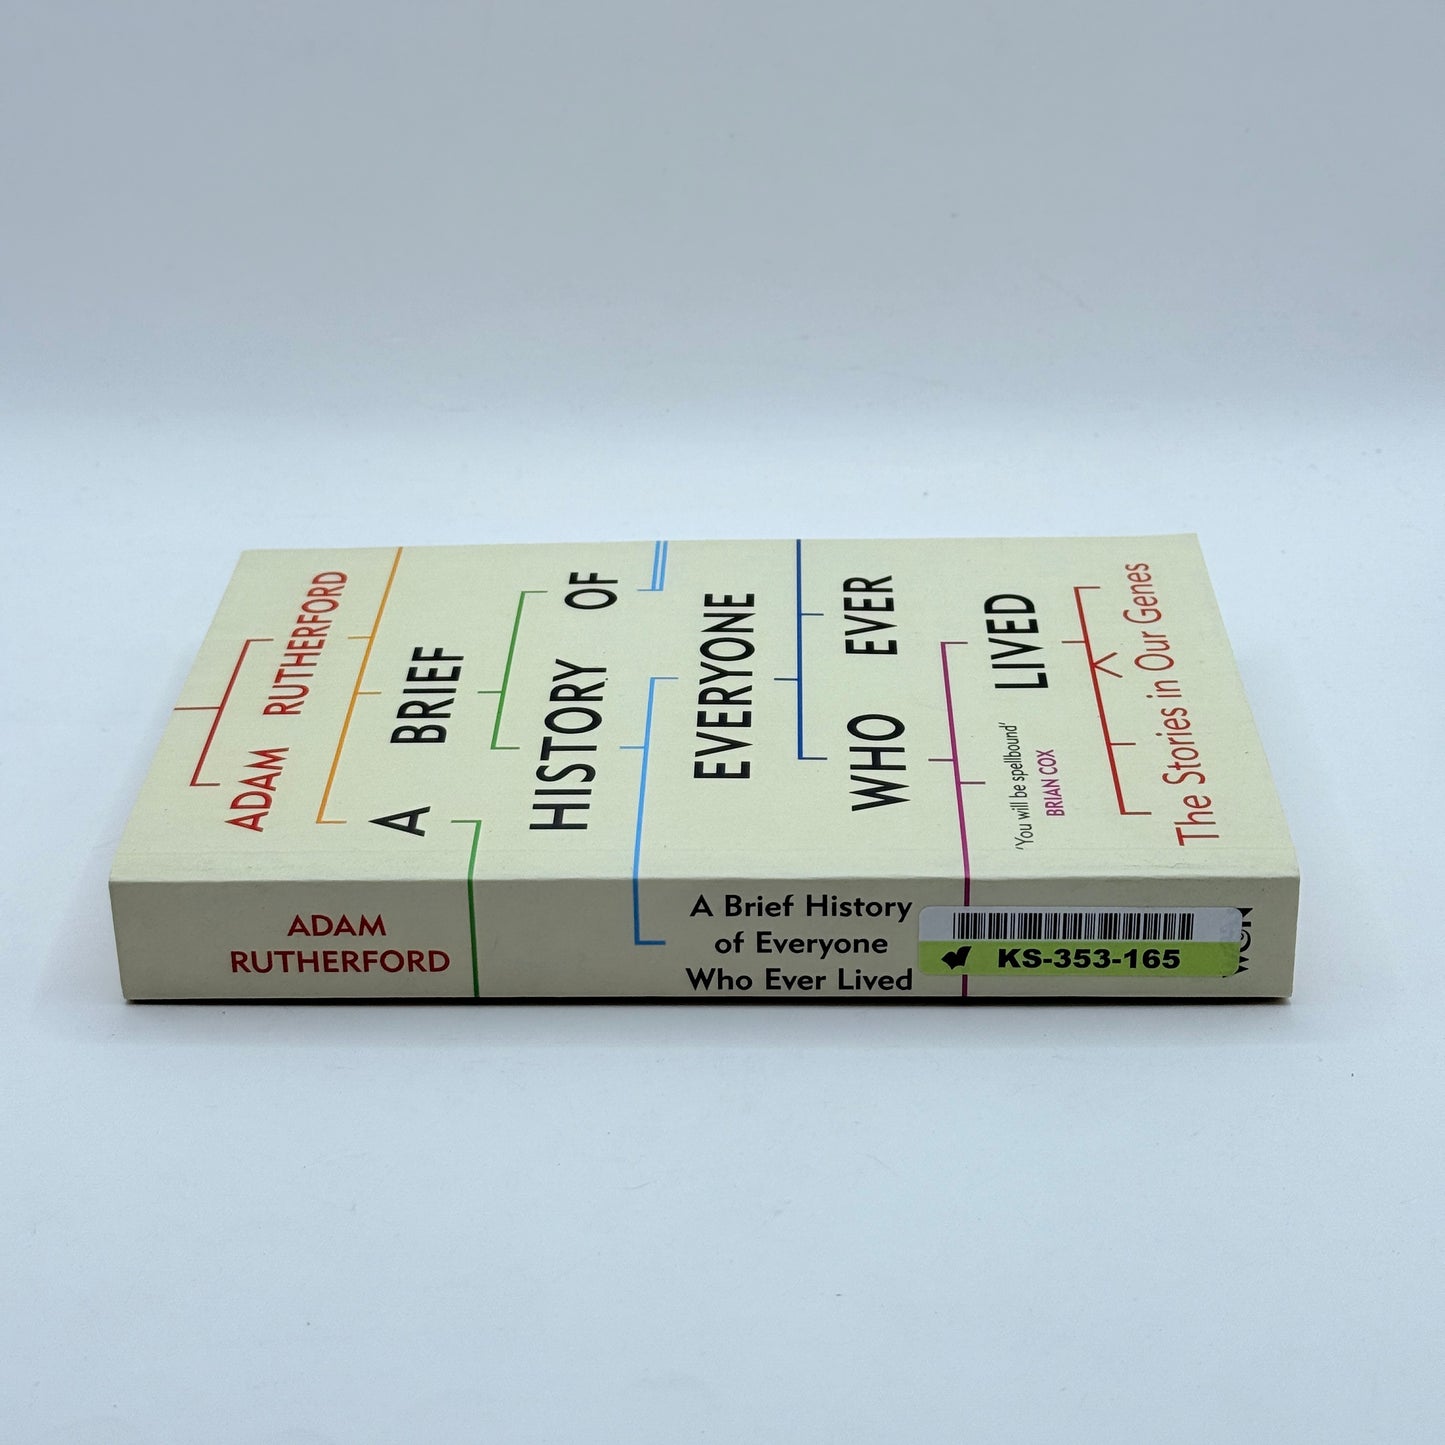 ADAM RUTHERFORD
A BRIEF
HISTORY OF
EVERYONE
WHO EVER
LIVED
'You will be spellbound'
BRIAN COX
The Stories in Our Genes
ADAM
RUTHERFORD
A Brief History
of Everyone
Who Ever Lived
KS-353-165